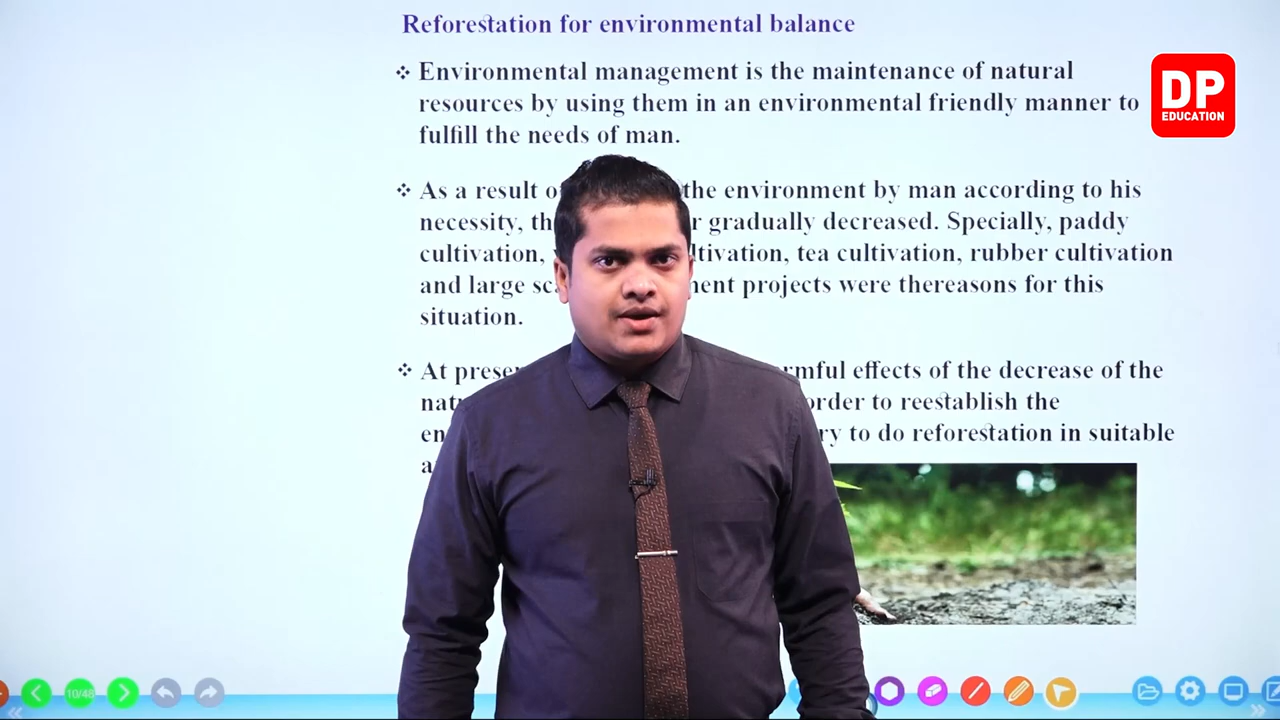 Reforestation for environmental balance
Environmental management is the maintenance of natural
resources by using them in an environmental friendly manner to
fulfill the needs of man.
As a result the environment by man according to his
necessity, gradually decreased. Specially, paddy
cultivation, tea cultivation, rubber cultivation
and large projects were thereasons for this
situation.
At effects of the decrease of the
order to reestablish the
to do reforestation in suitable
DP
EDUCATION
10/48